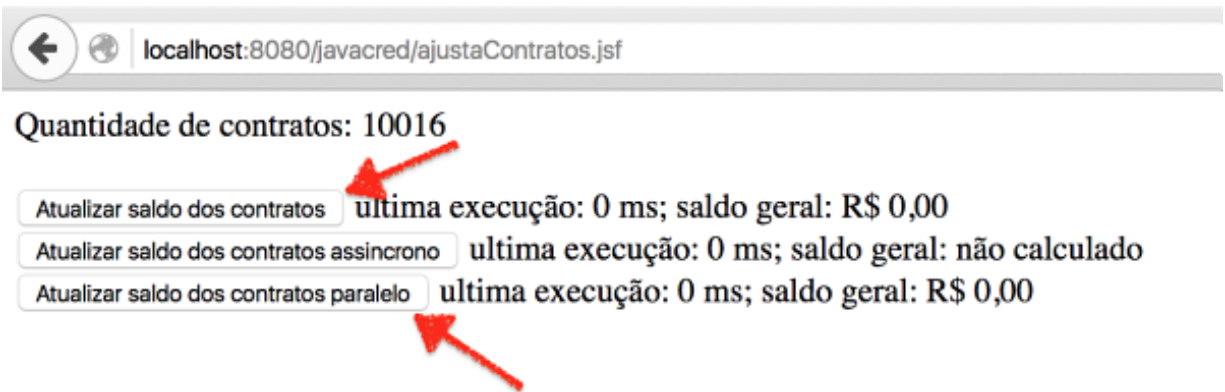 localhost:8080/javacred/ajustaContratos.jsf
Quantidade de contratos: 10016
Atualizar saldo dos contratos ultima execução: 0 ms; saldo geral: R$ 0,00
Atualizar saldo dos contratos assincrono ultima execução: 0 ms; saldo geral: não calculado
Atualizar saldo dos contratos paralelo ultima execução: 0 ms; saldo geral: R$ 0,00